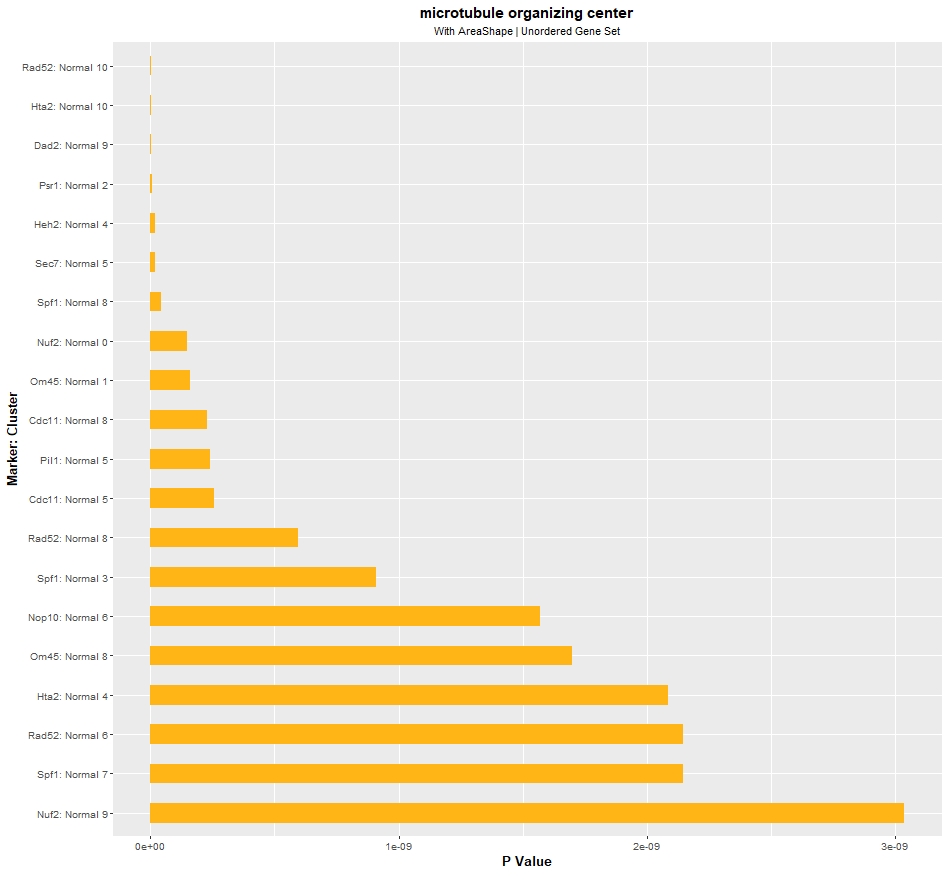 microtubule organizing center
With AreaShape | Unordered Gene Set
Marker: Cluster
Rad52: Normal 10
Hta2: Normal 10
Dad2: Normal 9
Psr1: Normal 2
Heh2: Normal 4
Sec7: Normal 5
Spf1: Normal 8
Nuf2: Normal 0
Om45: Normal 1
Cdc11: Normal 8
Pil1: Normal 5
Cdc11: Normal 5
Rad52: Normal 8
Spf1: Normal 3
Nop10: Normal 6
Om45: Normal 8
Hta2: Normal 4
Rad52: Normal 6
Spf1: Normal 7
Nuf2: Normal 9
0e+00 1e-09 2e-09 3e-09
P Value